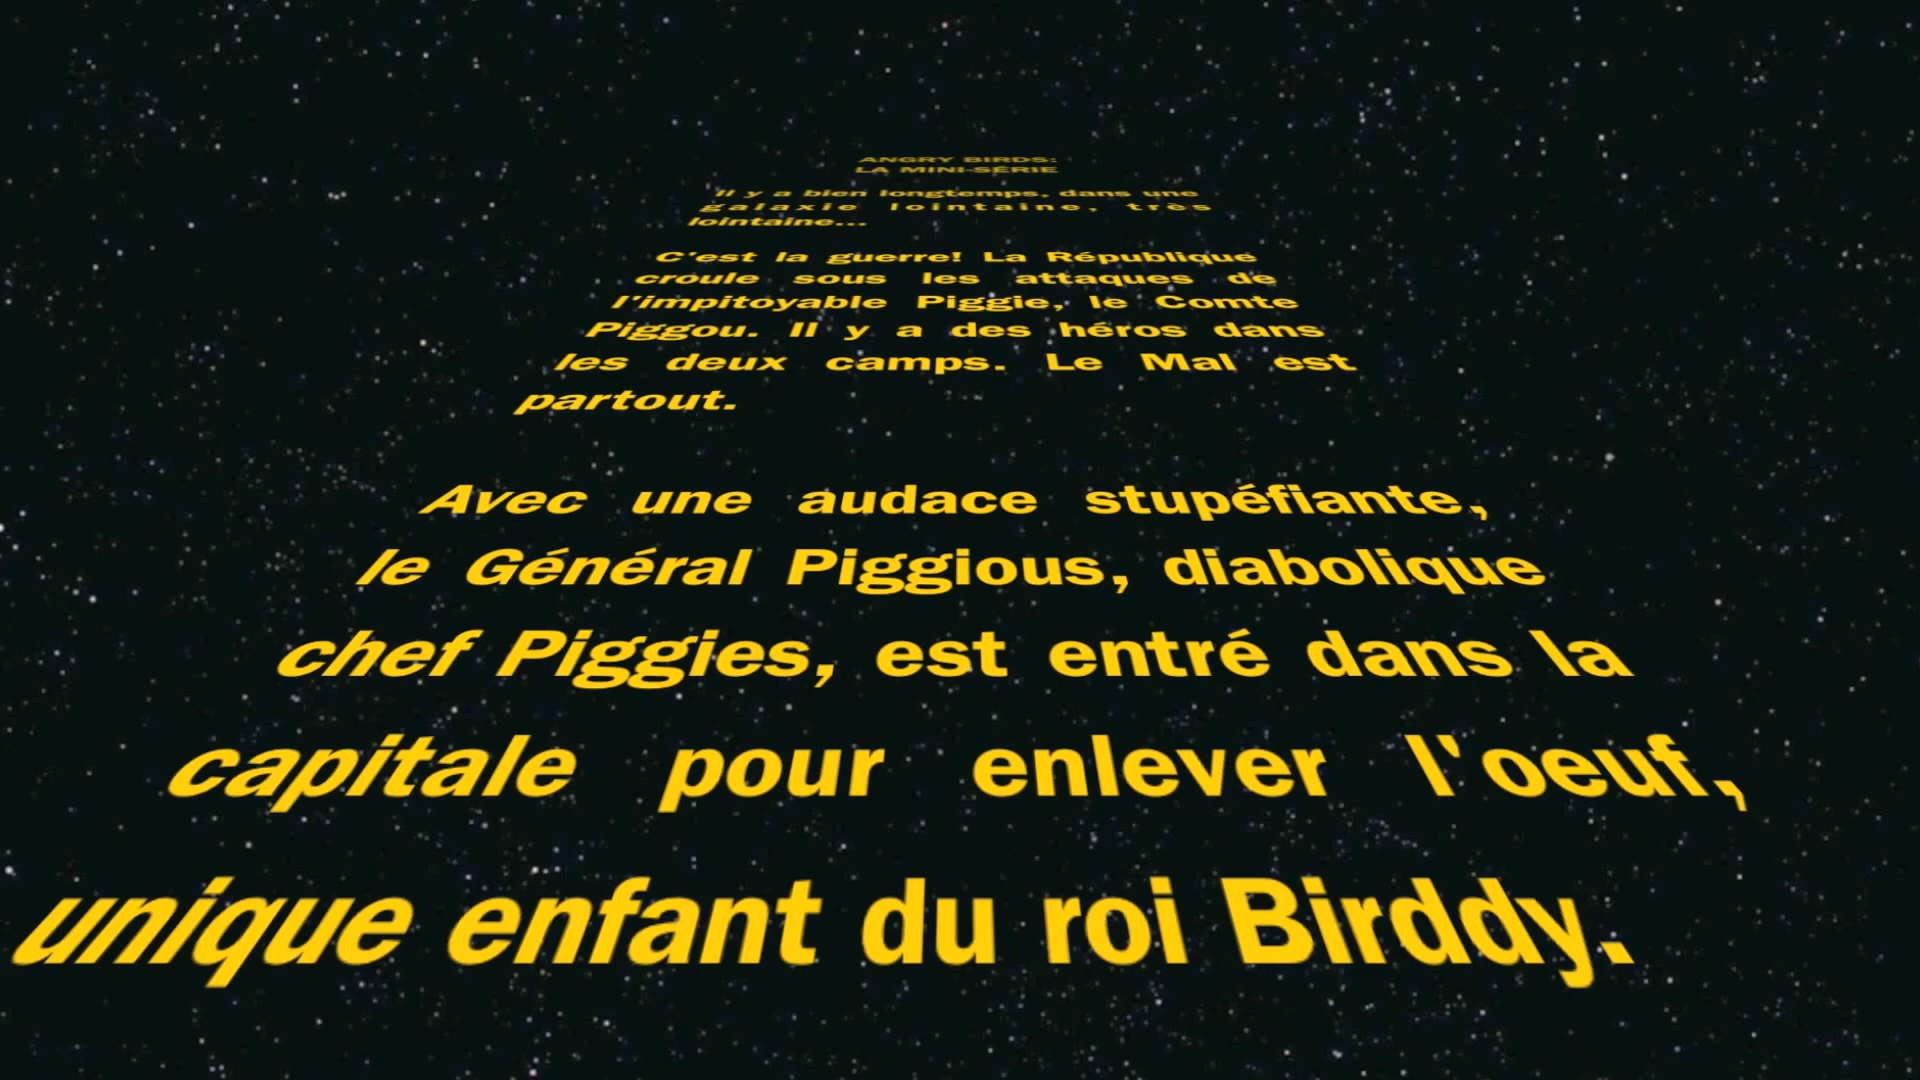 ANGRY BIRDS:
LA MINI-SÉRIE
Il y a bien longtemps, dans une
galaxie lointaine, très
lointaine...
C'est la guerre! La République
croule sous les attaques de
l'impitoyable Piggie, le Comte
Piggou. Il y a des héros dans
les deux camps. Le Mal est
partout.
Avec une audace stupéfiante,
le Général Piggious, diabolique
chef Piggies, est entré dans la
capitale pour enlever l'oeuf,
unique enfant du roi Birddy.